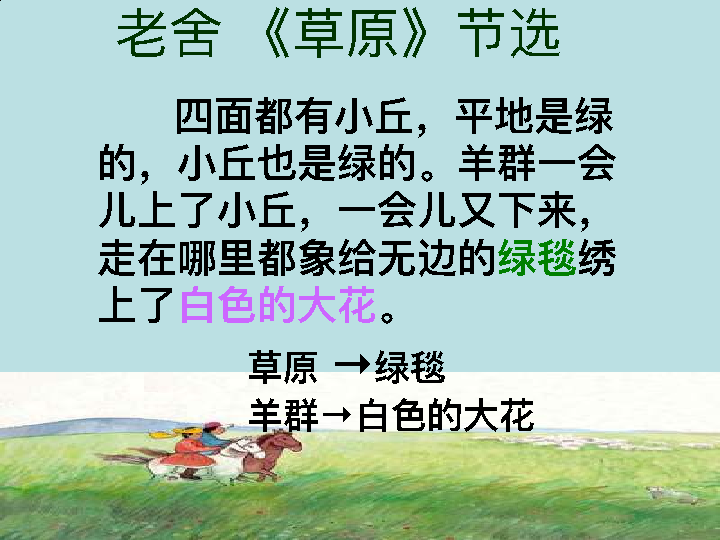 老舍 《草原》节选
四面都有小丘，平地是绿
的，小丘也是绿的。羊群一会
儿上了小丘，一会儿又下来，
走在哪里都象给无边的绿毯绣
上了白色的大花。
草原 →绿毯
羊群→白色的大花